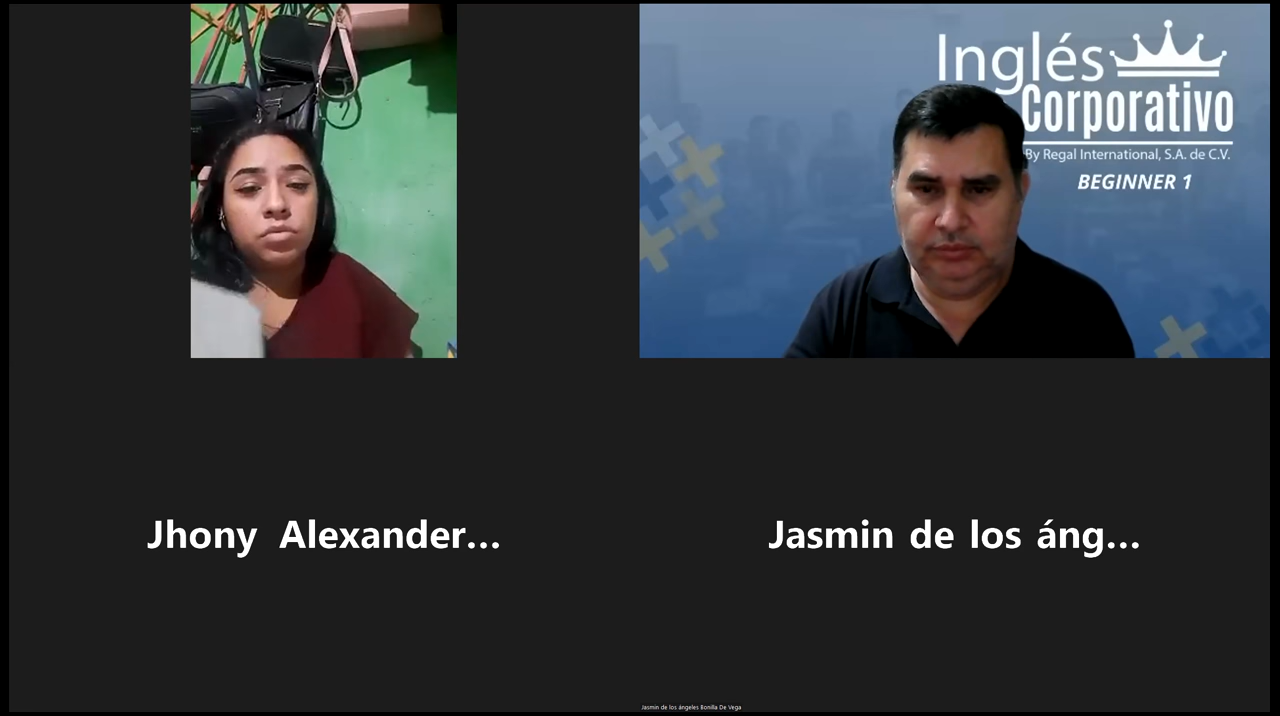 Inglés
Corporativo
By Regal International, S.A. de C.V.
BEGINNER 1
Jhony Alexander...
Jasmin de los áng...
Jasmin de los ángeles Bonilla De Vega